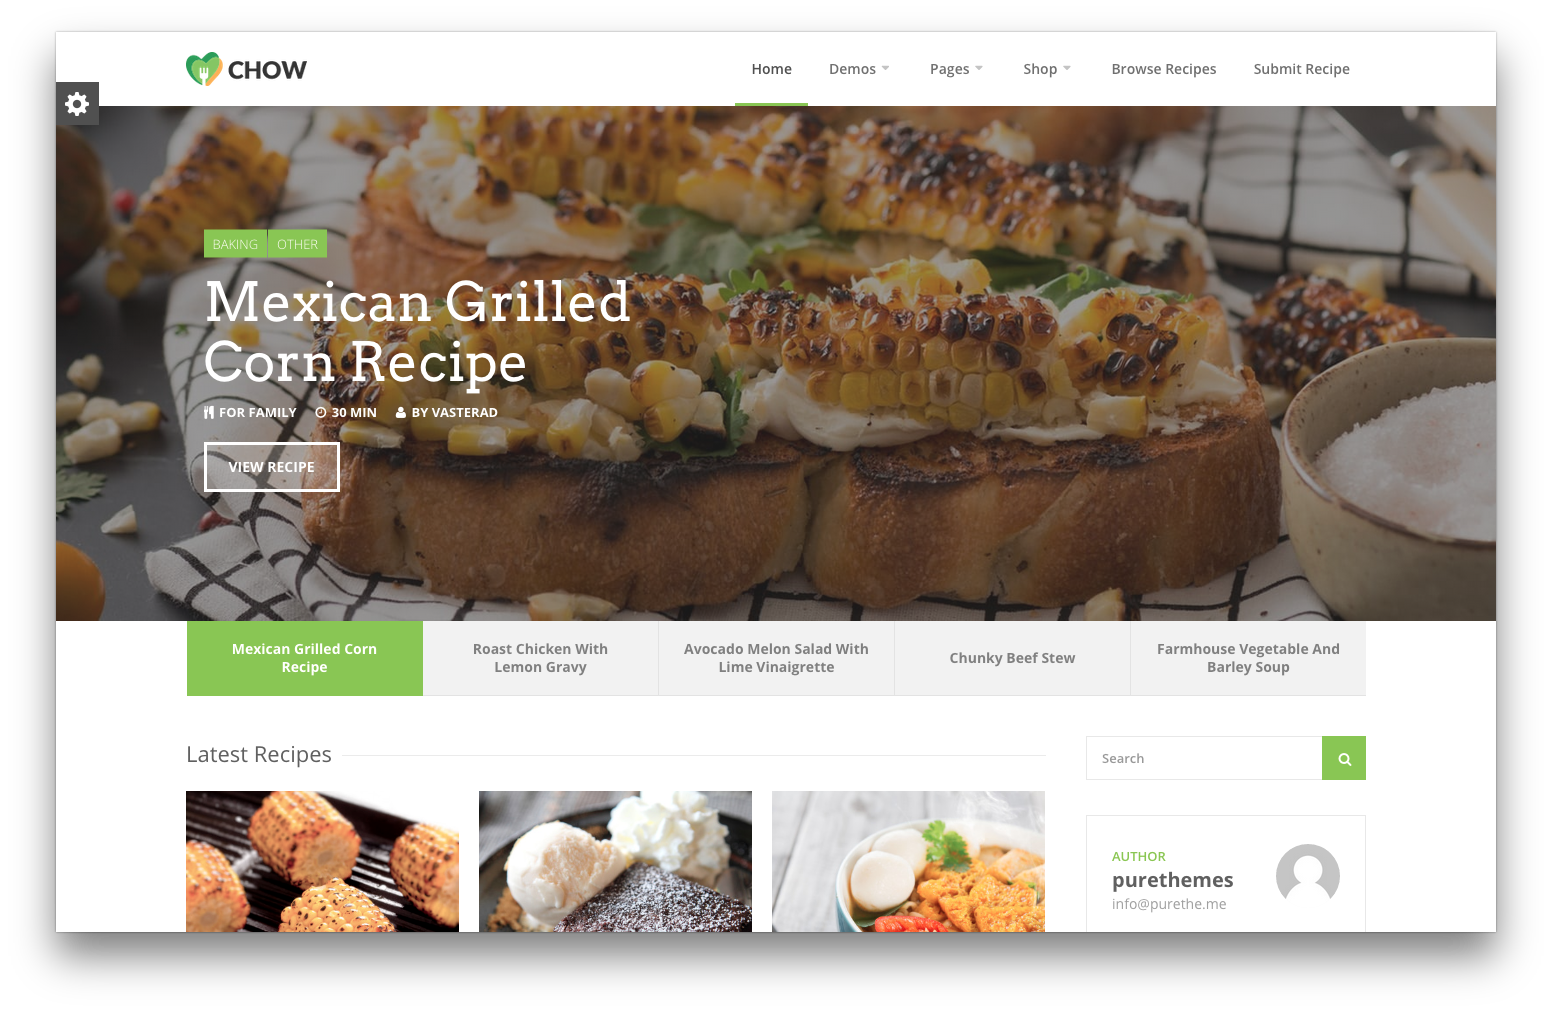 CHOW
Home Demos Pages Shop Browse Recipes Submit Recipe
BAKING OTHER
Mexican Grilled
Corn Recipe
FOR FAMILY 30 MIN BY VASTERAD
VIEW RECIPE
Mexican Grilled Corn
Recipe
Roast Chicken With
Lemon Gravy
Avocado Melon Salad With
Lime Vinaigrette
Chunky Beef Stew
Farmhouse Vegetable And
Barley Soup
Latest Recipes
Search
AUTHOR
purethemes
info@purethe.me